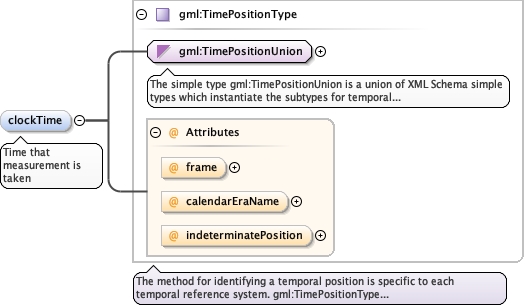 gml:TimePositionType
gml:TimePositionUnion
The simple type gml:TimePositionUnion is a union of XML Schema simple
types which instantiate the subtypes for temporal...
clockTime
Time that
measurement is
taken
@ Attributes
@ frame
@ calendarEraName
@ indeterminatePosition
The method for identifying a temporal position is specific to each
temporal reference system. gml:TimePositionType...